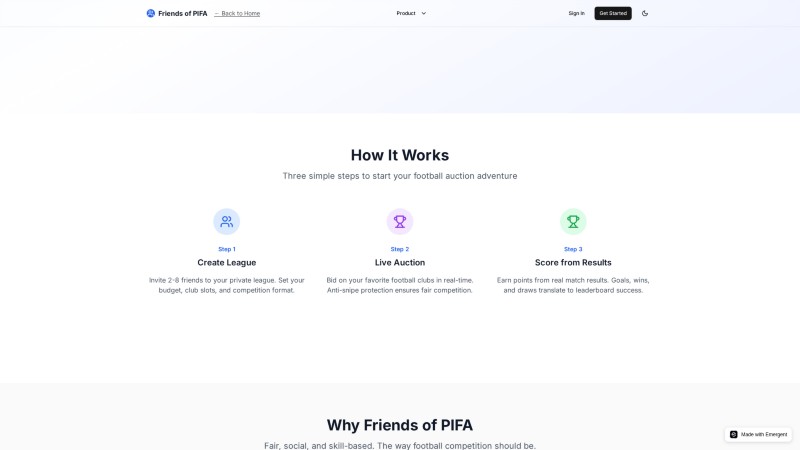 Friends of PIFA
← Back to Home
Product
Sign In
Get Started
How It Works
Three simple steps to start your football auction adventure
Step 1
Create League
Invite 2-8 friends to your private league. Set your
budget, club slots, and competition format.
Step 2
Live Auction
Bid on your favorite football clubs in real-time.
Anti-snipe protection ensures fair competition.
Step 3
Score from Results
Earn points from real match results. Goals, wins,
and draws translate to leaderboard success.
Why Friends of PIFA
Fair, social, and skill-based. The way football competition should be.
Made with Emergent